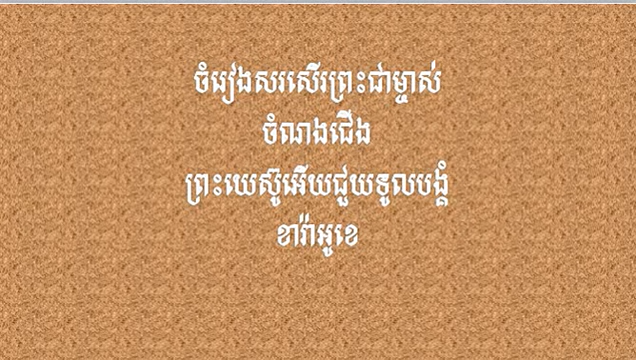 ចំរៀងសរសើរព្រះជាម្ចាស់
ចំណងជើង
ព្រះយេស៊ូអើយជួយទូលបង្គំ
ខារ៉ាអូខេ